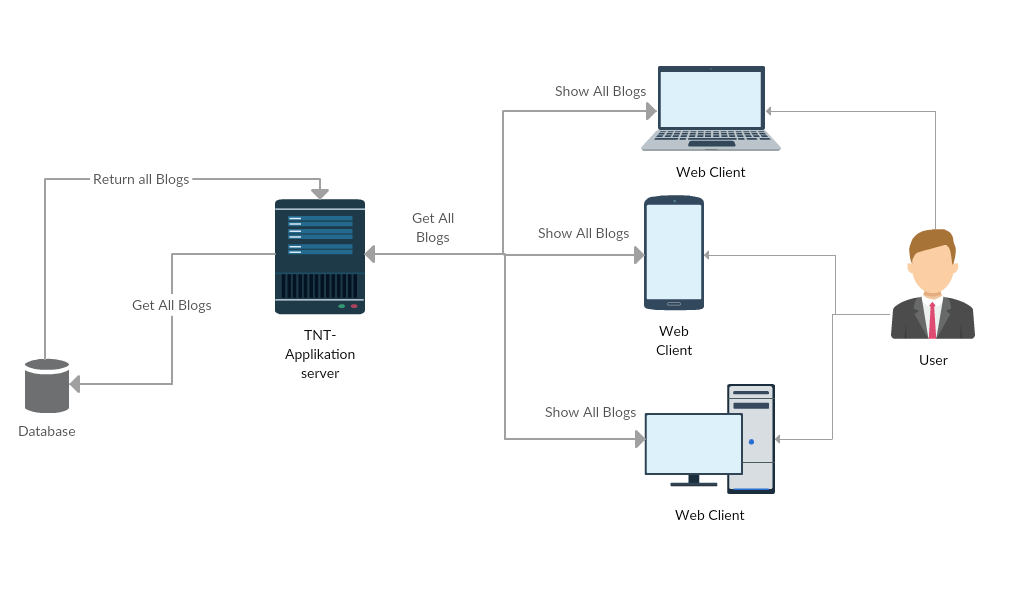 Show All Blogs
Web Client
Return all Blogs
Get All
Blogs
Show All Blogs
Get All Blogs
TNT-
Applikation
server
Web
Client
User
Database
Show All Blogs
Web Client